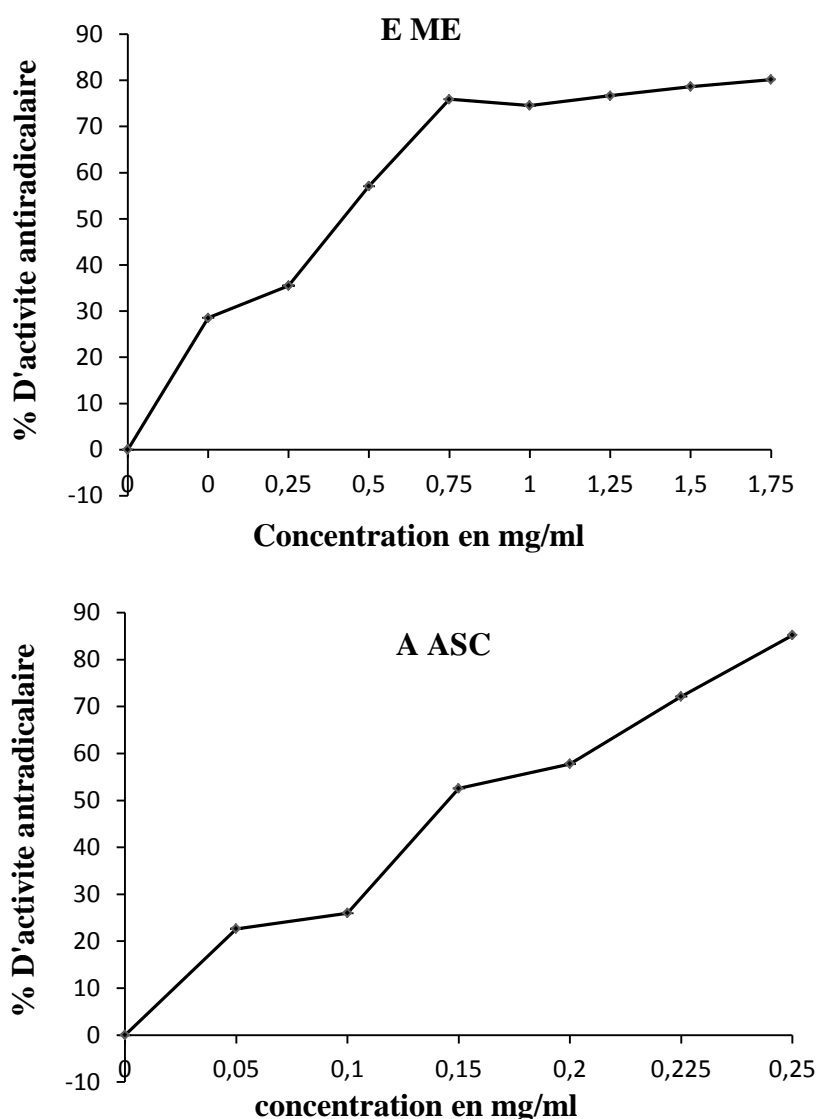 E ME
% D'activite antiradicalaire
90
80
70
60
50
40
30
20
10
0
-10
0 0 0,25 0,5 0,75 1 1,25 1,5 1,75
Concentration en mg/ml
A ASC
% D'activite antradicalaire
90
80
70
60
50
40
30
20
10
0
-10
0 0,05 0,1 0,15 0,2 0,225 0,25
concentration en mg/ml